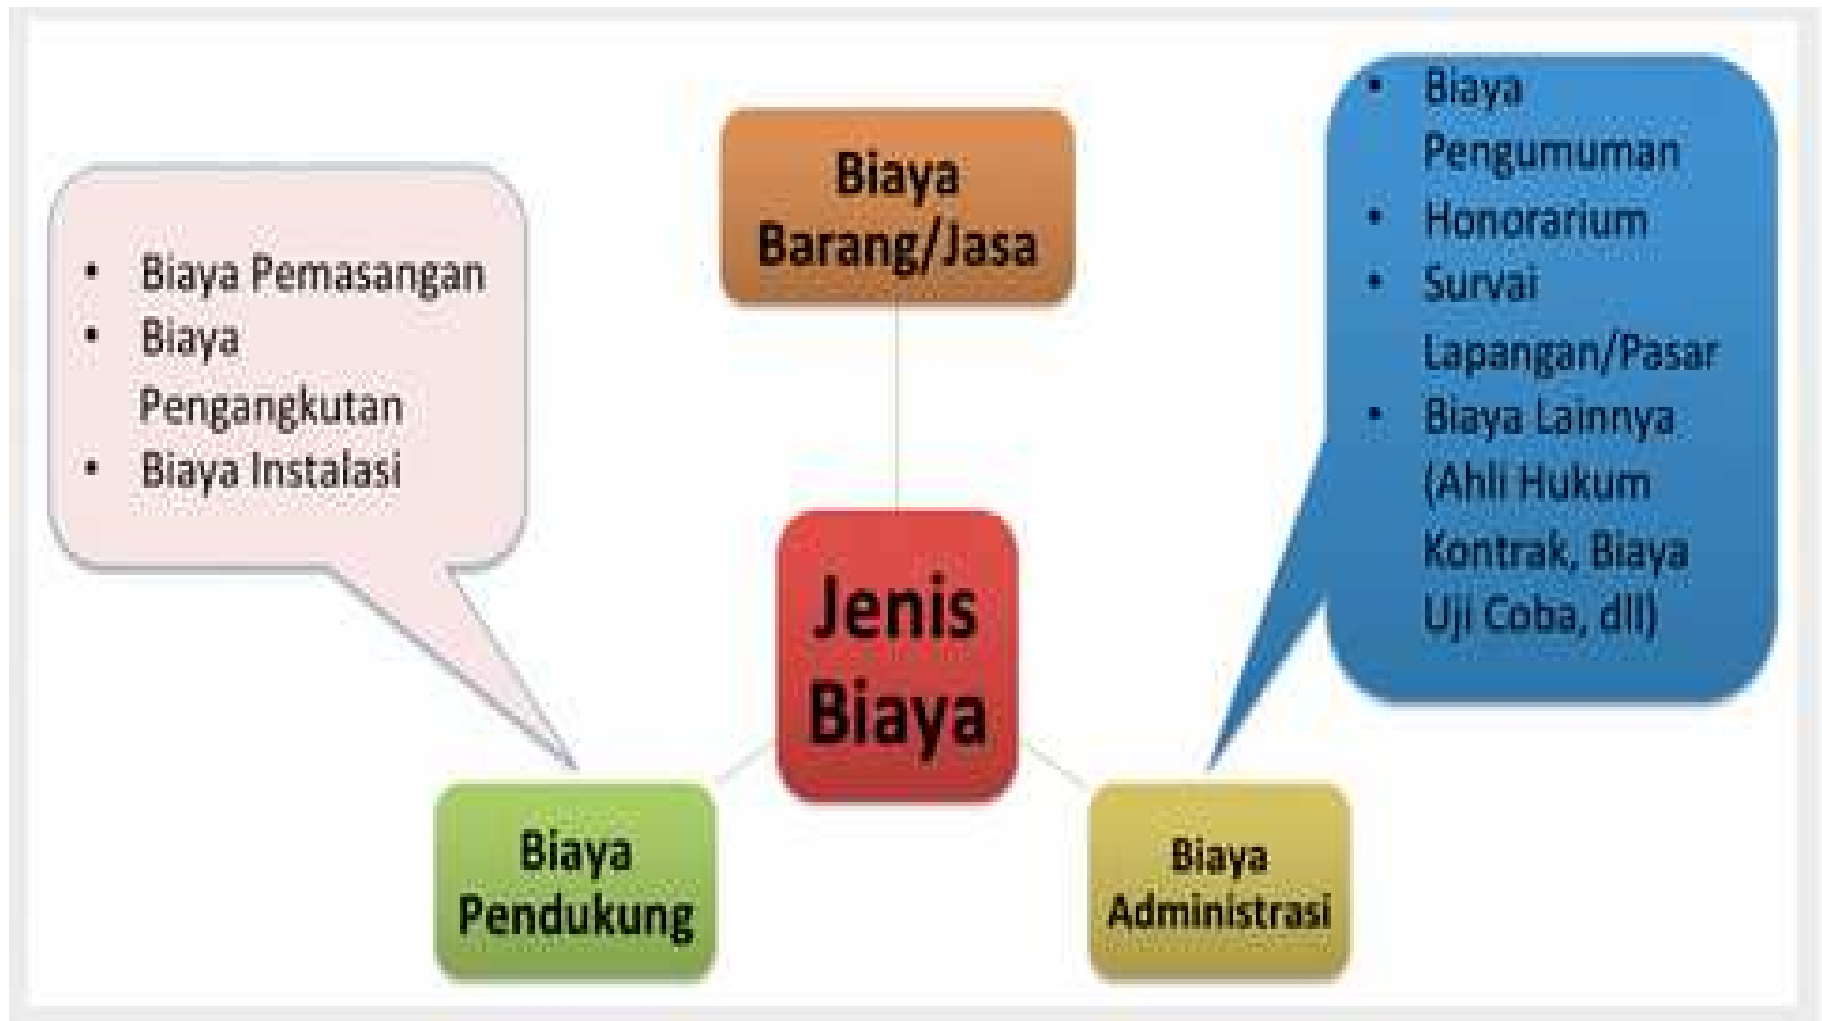 Biaya
Barang/Jasa
• Biaya Pemasangan
• Biaya
Pengangkutan
• Biaya Instalasi
• Biaya
Pengumuman
• Honorarium
• Survai
Lapangan/Pasar
• Biaya Lainnya
(Ahli Hukum
Kontrak, Biaya
Uji Coba, dll)
Jenis
Biaya
Biaya
Pendukung
Biaya
Administrasi